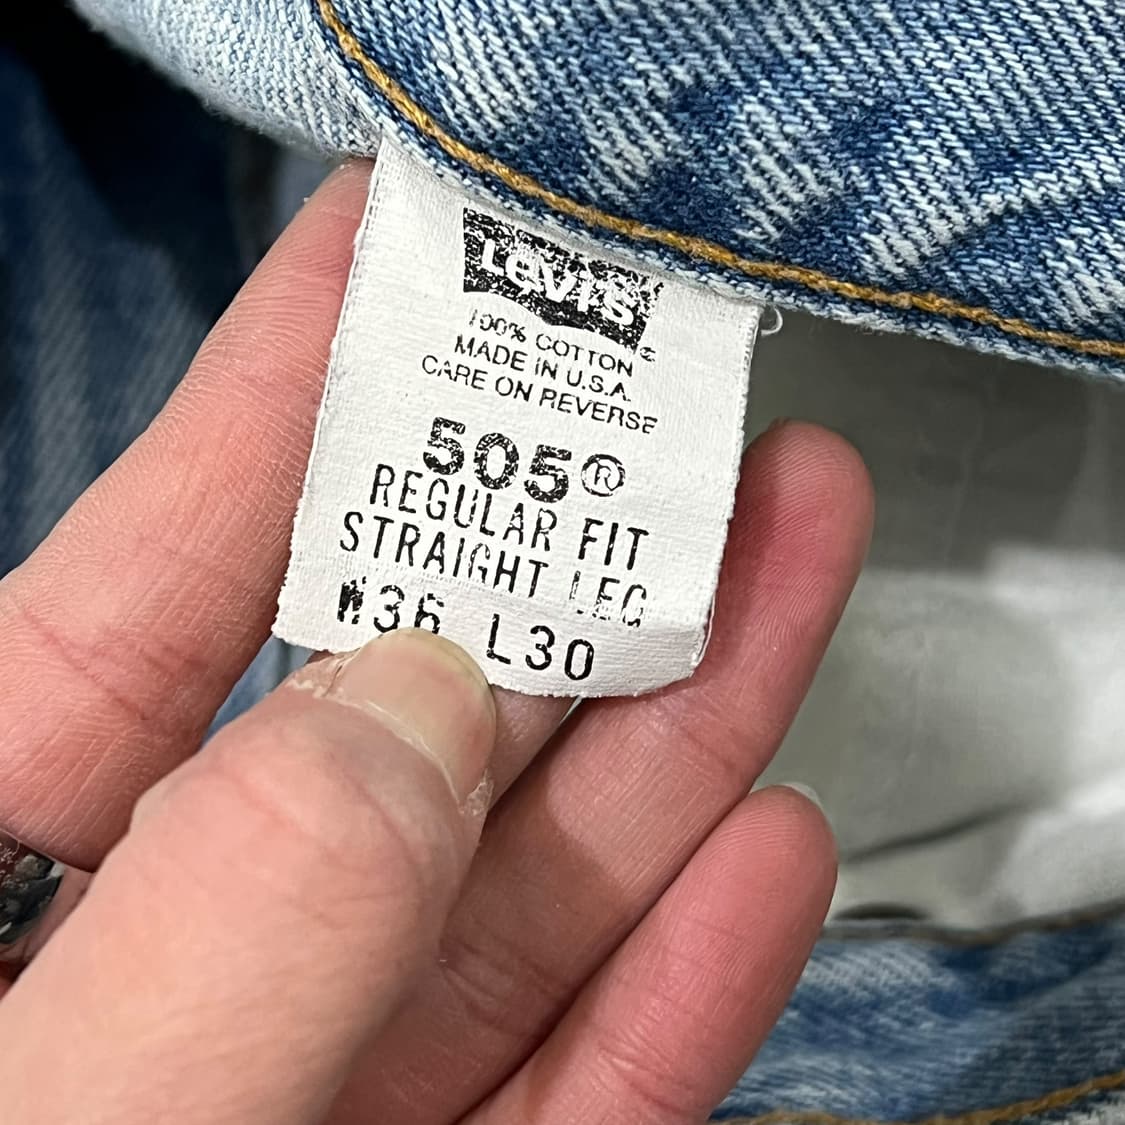 Levi's
100% COTTON
MADE IN U.S.A.
CARE ON REVERSE
505®
REGULAR FIT
STRAIGHT LEG
W36 L30